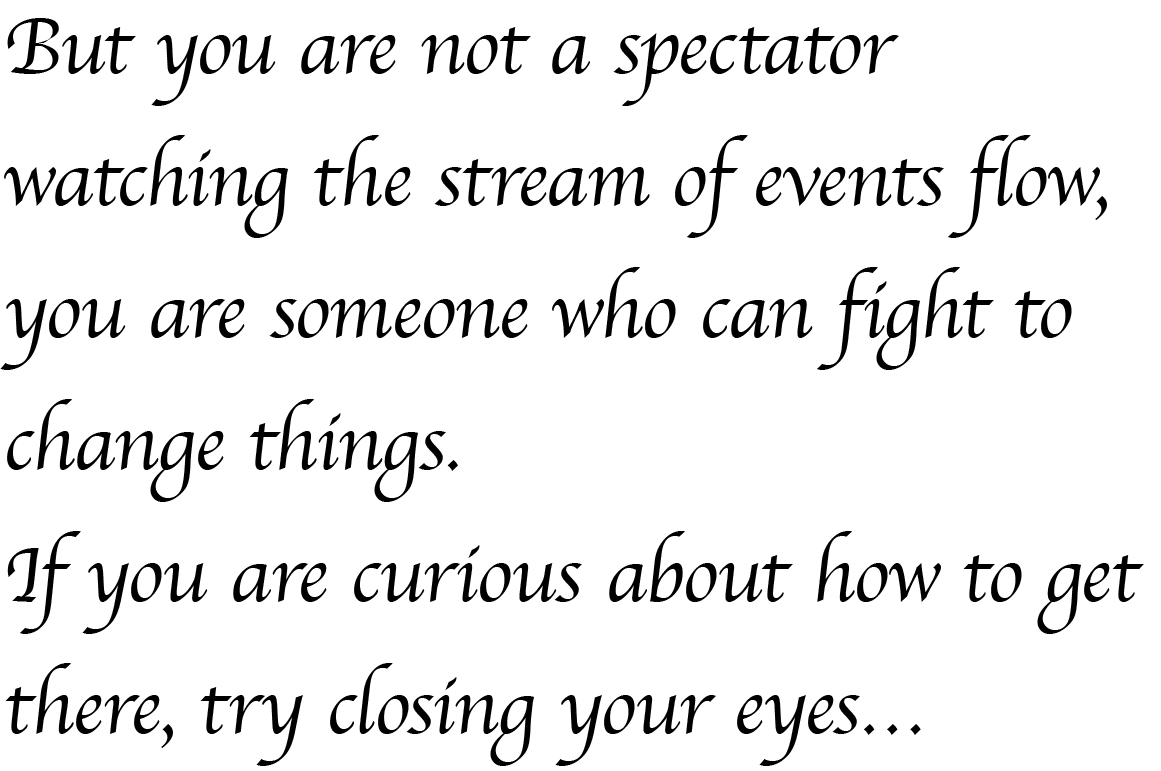 But you are not a spectator
watching the stream of events flow,
you are someone who can fight to
change things.
If you are curious about how to get
there, try closing your eyes...